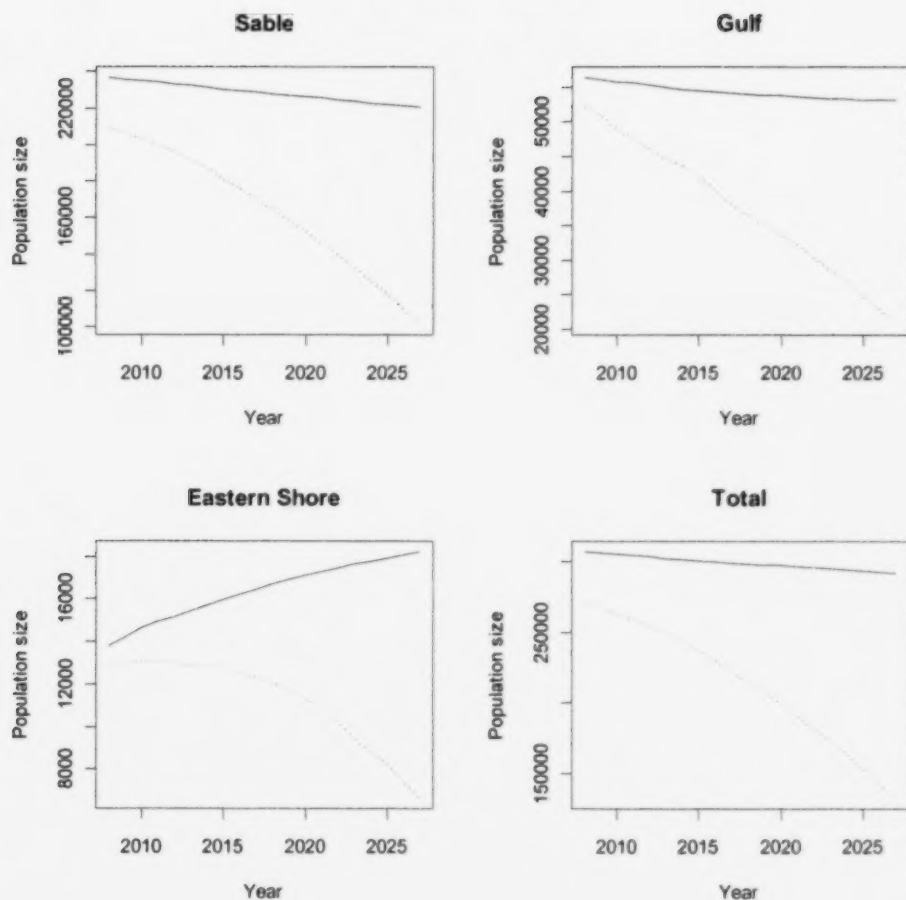 Sable
Population size
220000
160000
100000
2010 2015 2020 2025
Year
Gulf
Population size
50000
40000
30000
20000
2010 2015 2020 2025
Year
Eastern Shore
Population size
16000
12000
8000
2010 2015 2020 2025
Year
Total
Population size
250000
150000
2010 2015 2020 2025
Year